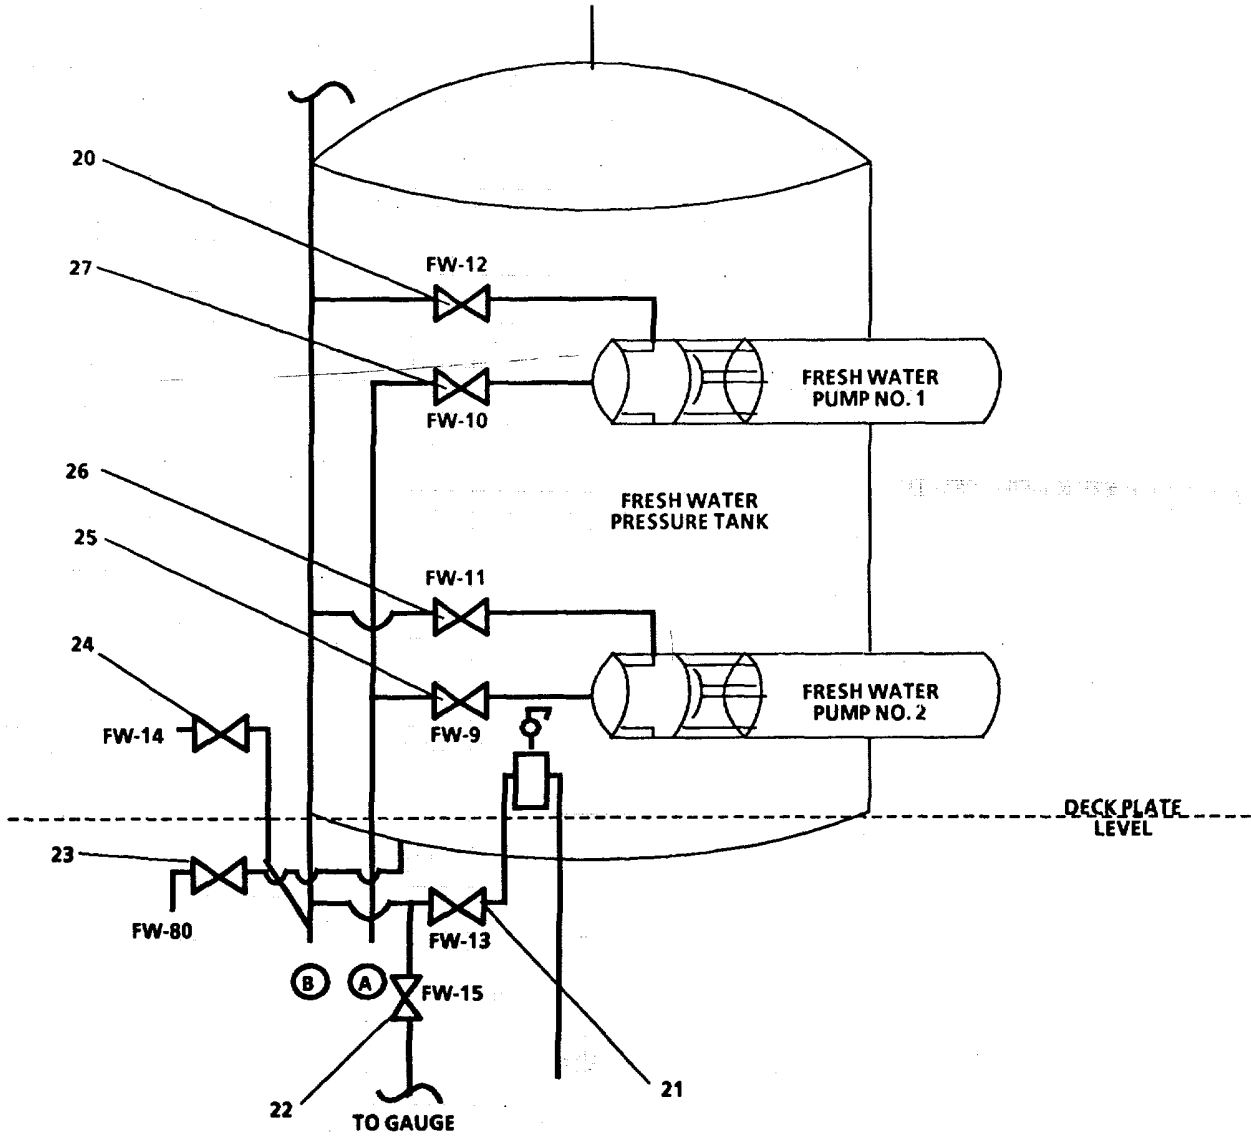 20
27
FW-12
FRESH WATER
PUMP NO. 1
FW-10
26
FRESH WATER
PRESSURE TANK
25
FW-11
24
FRESH WATER
PUMP NO. 2
FW-14
FW-9
DECK PLATE
LEVEL
23
FW-80
FW-13
B
A
FW-15
21
22
TO GAUGE